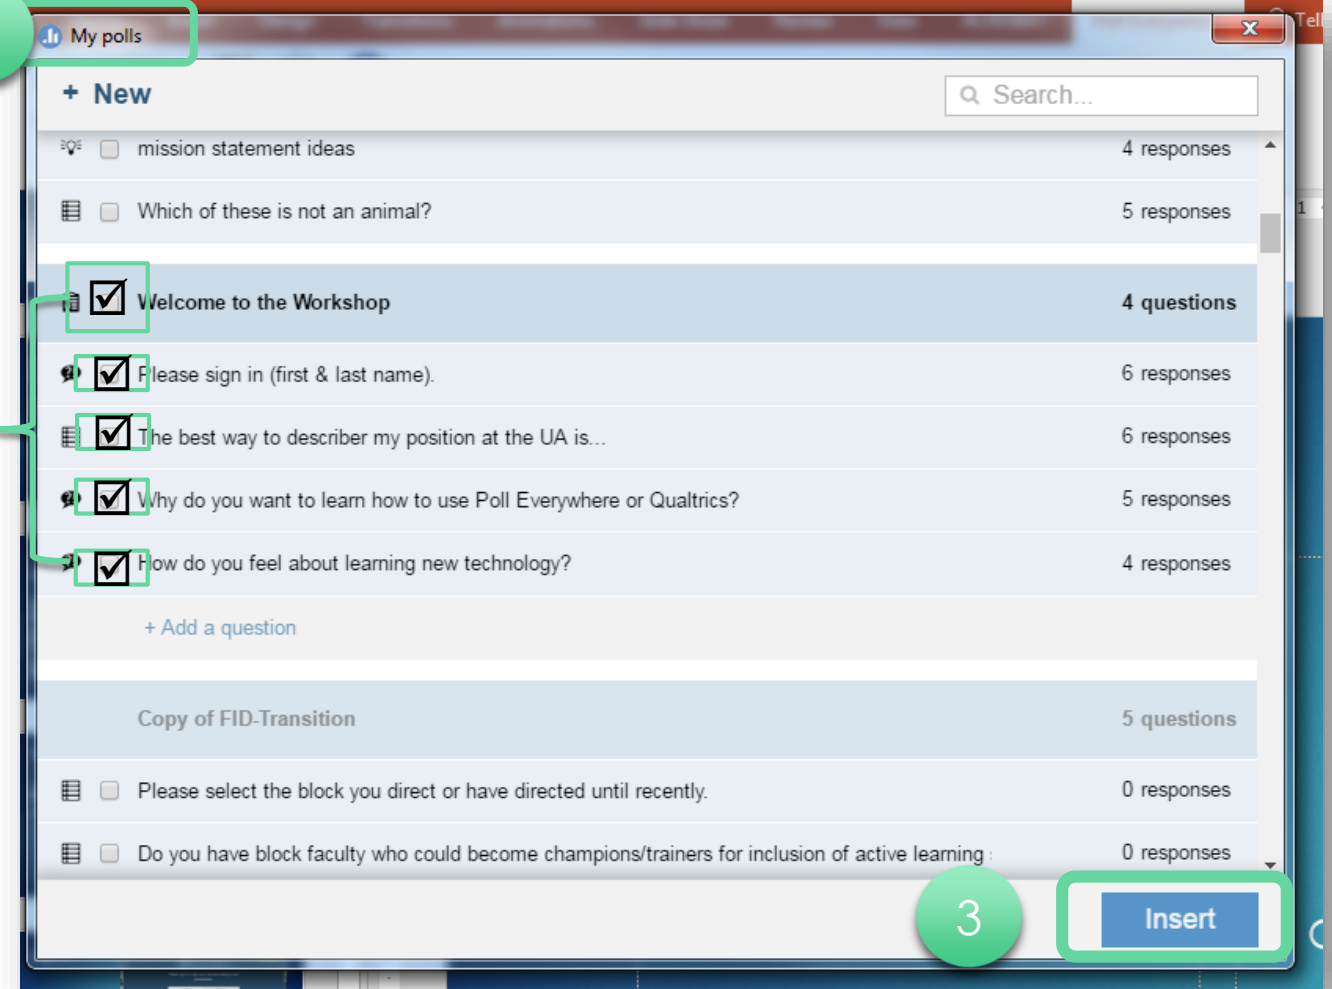 Tell
My polls
x
+ New
Search...
mission statement ideas 4 responses
Which of these is not an animal? 5 responses
1
Welcome to the Workshop 4 questions
Please sign in (first & last name). 6 responses
The best way to describer my position at the UA is... 6 responses
Why do you want to learn how to use Poll Everywhere or Qualtrics? 5 responses
How do you feel about learning new technology? 4 responses
+ Add a question
Copy of FID-Transition 5 questions
Please select the block you direct or have directed until recently. 0 responses
Do you have block faculty who could become champions/trainers for inclusion of active learning 0 responses
3
Insert